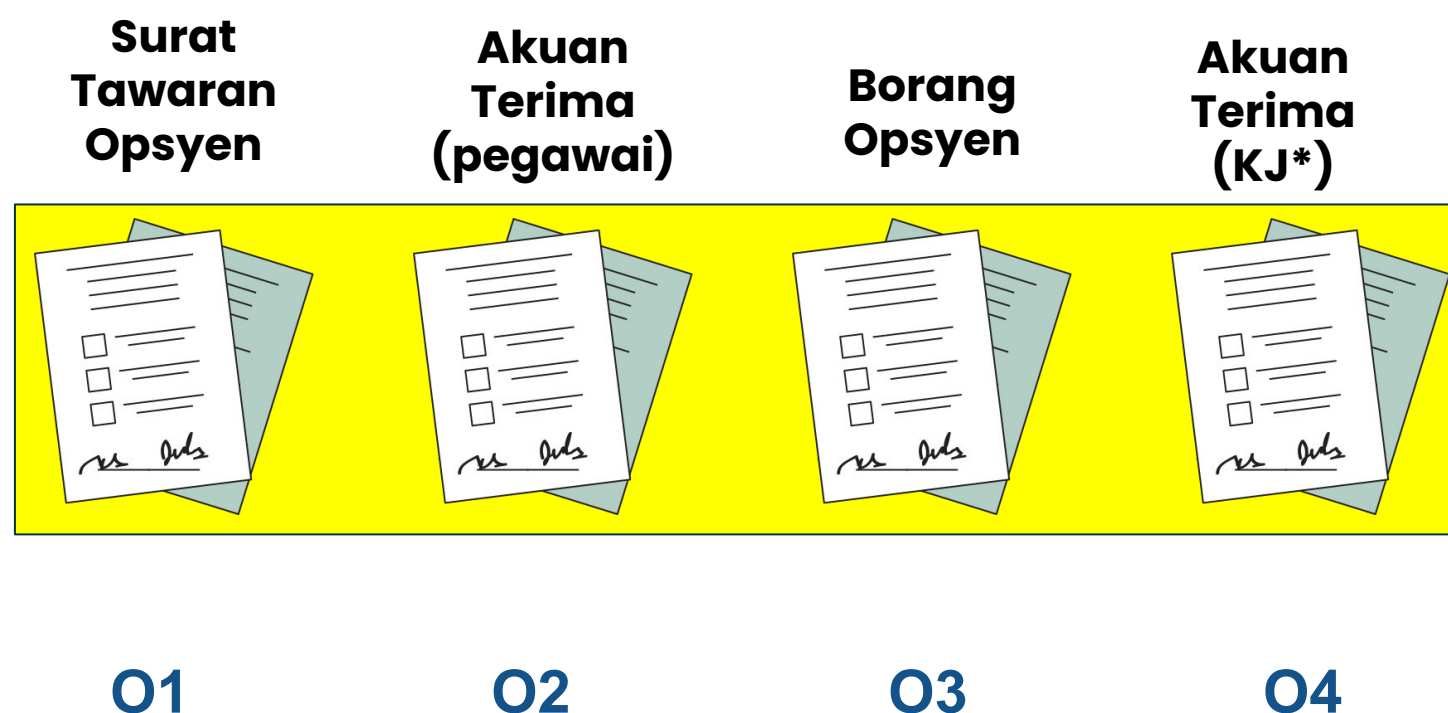 Surat
Tawaran
Opsyen
Akuan
Terima
(pegawai)
Borang
Opsyen
Akuan
Terima
(KJ*)
O1
O2
O3
O4